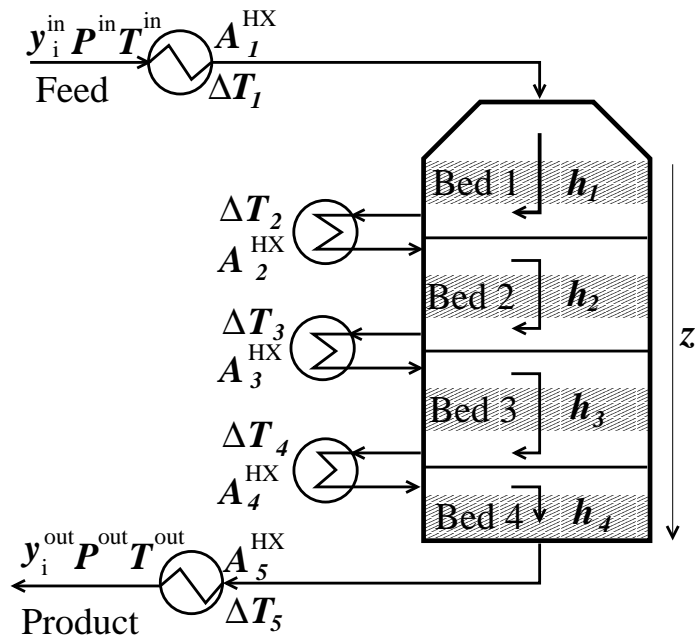 y_i^in P^in T^in
A_1^HX
Feed
ΔT_1
Bed 1 h_1
ΔT_2
A_2^HX
Bed 2 h_2
ΔT_3
A_3^HX
z
Bed 3 h_3
ΔT_4
A_4^HX
Bed 4 h_4
y_i^out P^out T^out
A_5^HX
Product
ΔT_5